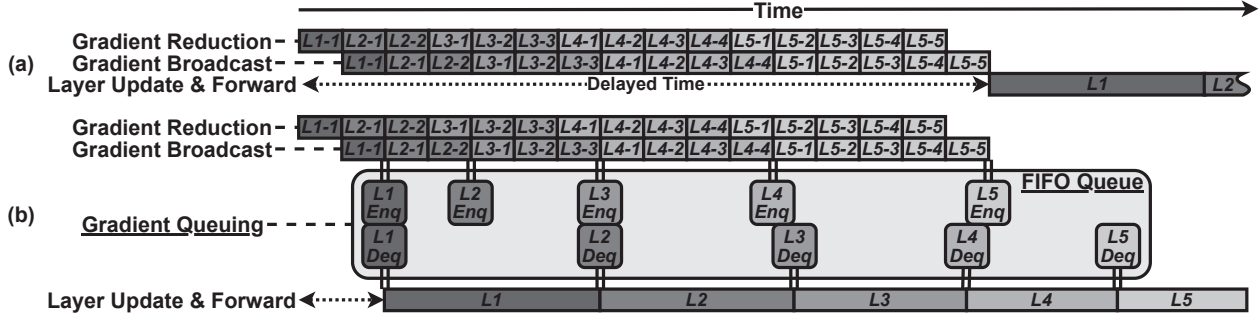 Time
Gradient Reduction L1-1 L2-1 L2-2 L3-1 L3-2 L3-3 L4-1 L4-2 L4-3 L4-4 L5-1 L5-2 L5-3 L5-4 L5-5
(a) Gradient Broadcast L1-1 L2-1 L2-2 L3-1 L3-2 L3-3 L4-1 L4-2 L4-3 L4-4 L5-1 L5-2 L5-3 L5-4 L5-5
Layer Update & Forward Delayed Time L1 L2
Gradient Reduction L1-1 L2-1 L2-2 L3-1 L3-2 L3-3 L4-1 L4-2 L4-3 L4-4 L5-1 L5-2 L5-3 L5-4 L5-5
Gradient Broadcast L1-1 L2-1 L2-2 L3-1 L3-2 L3-3 L4-1 L4-2 L4-3 L4-4 L5-1 L5-2 L5-3 L5-4 L5-5
FIFO Queue
L1 L2 L3 L4 L5
Enq Enq Enq Enq Enq
(b) Gradient Queuing
L1 L2 L3 L4 L5
Deq Deq Deq Deq Deq
Layer Update & Forward L1 L2 L3 L4 L5